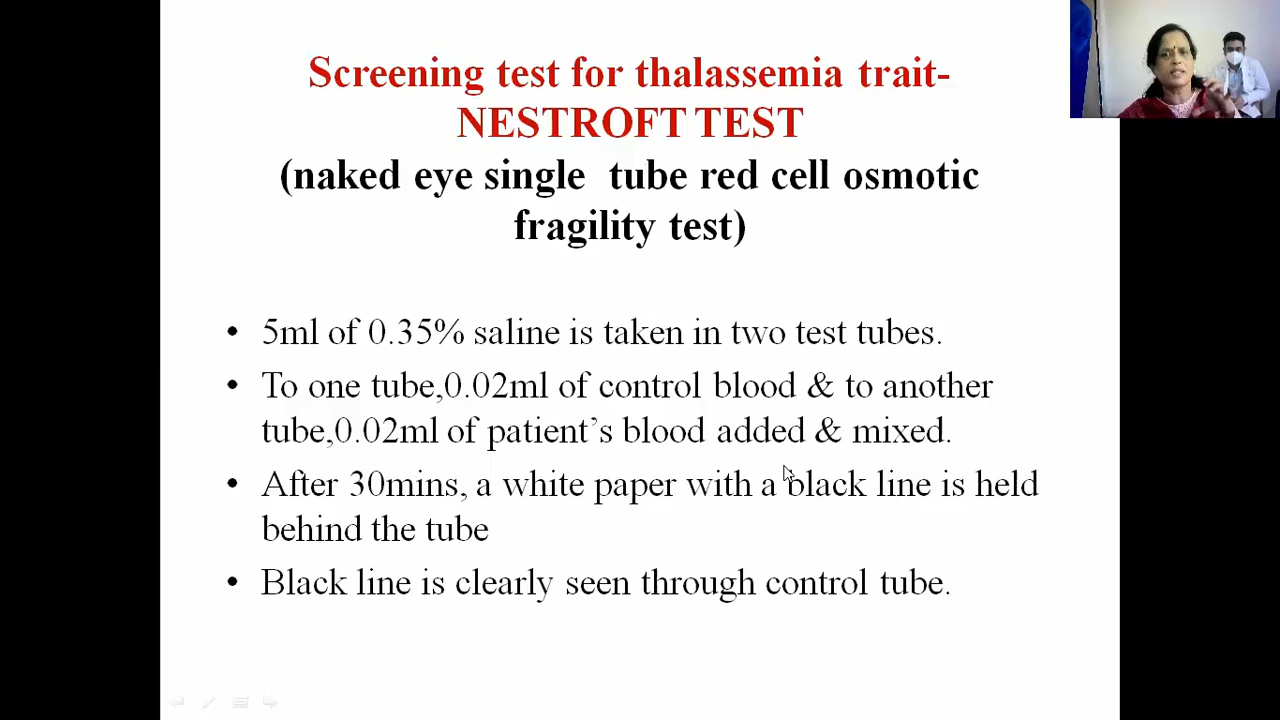 Screening test for thalassemia trait-
NESTROFT TEST
(naked eye single tube red cell osmotic
fragility test)
• 5ml of 0.35% saline is taken in two test tubes.
• To one tube,0.02ml of control blood & to another
tube,0.02ml of patient’s blood added & mixed.
• After 30mins, a white paper with a black line is held
behind the tube
• Black line is clearly seen through control tube.